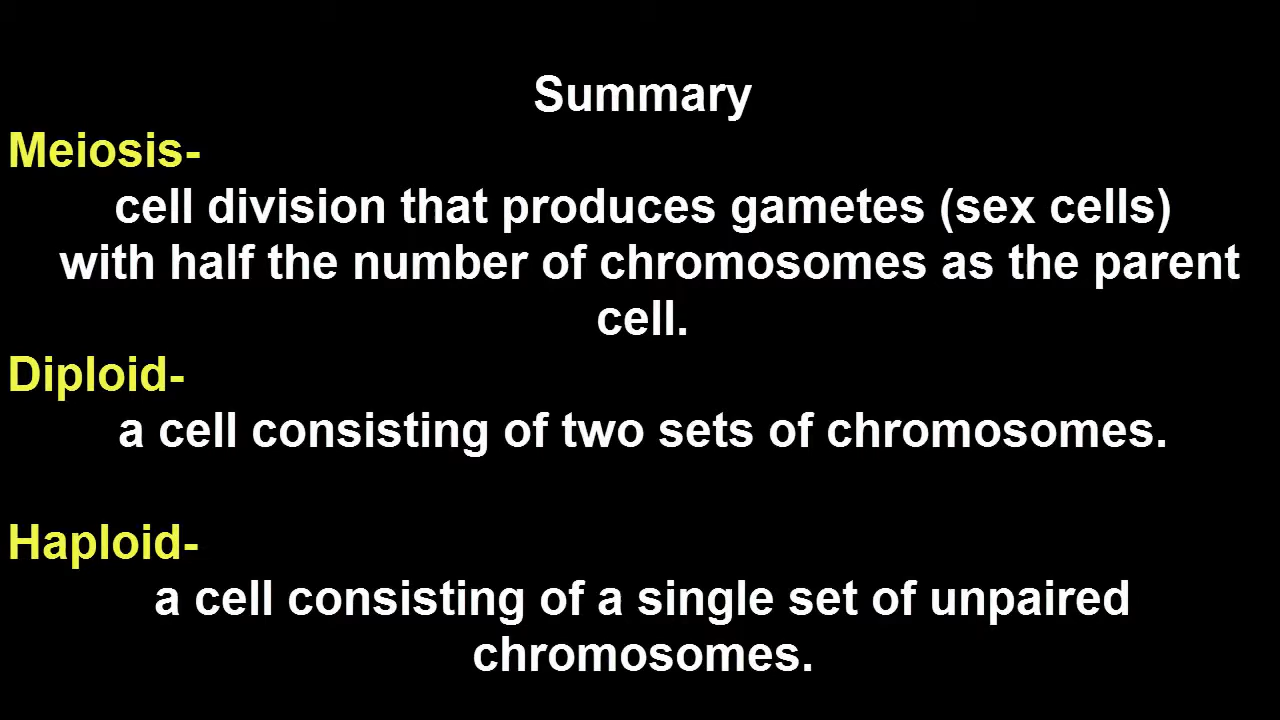 Summary
Meiosis-
cell division that produces gametes (sex cells)
with half the number of chromosomes as the parent
cell.
Diploid-
a cell consisting of two sets of chromosomes.
Haploid-
a cell consisting of a single set of unpaired
chromosomes.